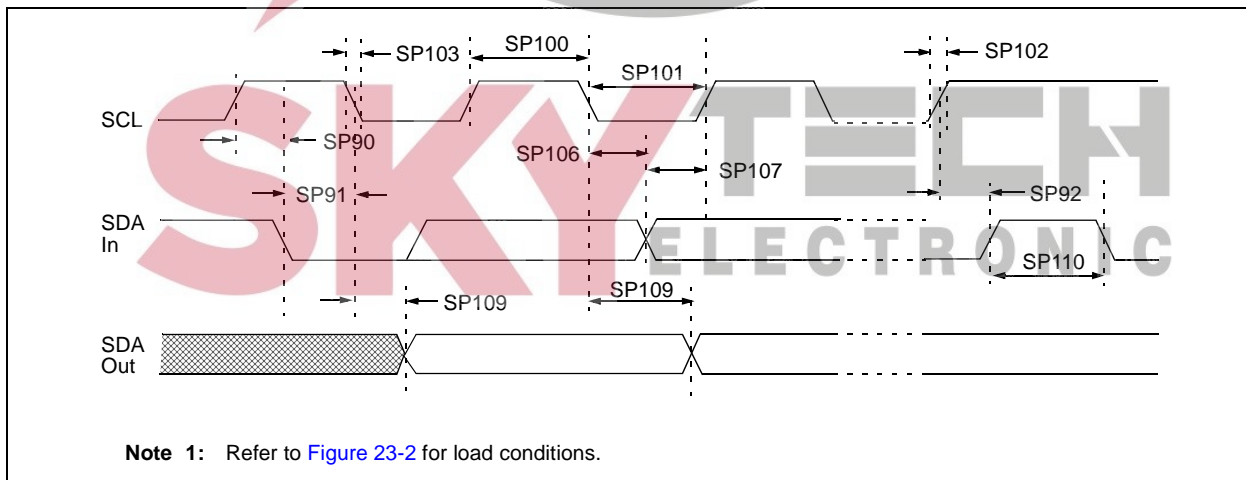 SP103
SP100
SP102
SP101
SCL
SP90
SP106
SP107
SP91
SP92
SDA
In
SP110
SP109
SP109
SDA
Out
SKY TECH
ELECTRONIC
Note 1: Refer to Figure 23-2 for load conditions.